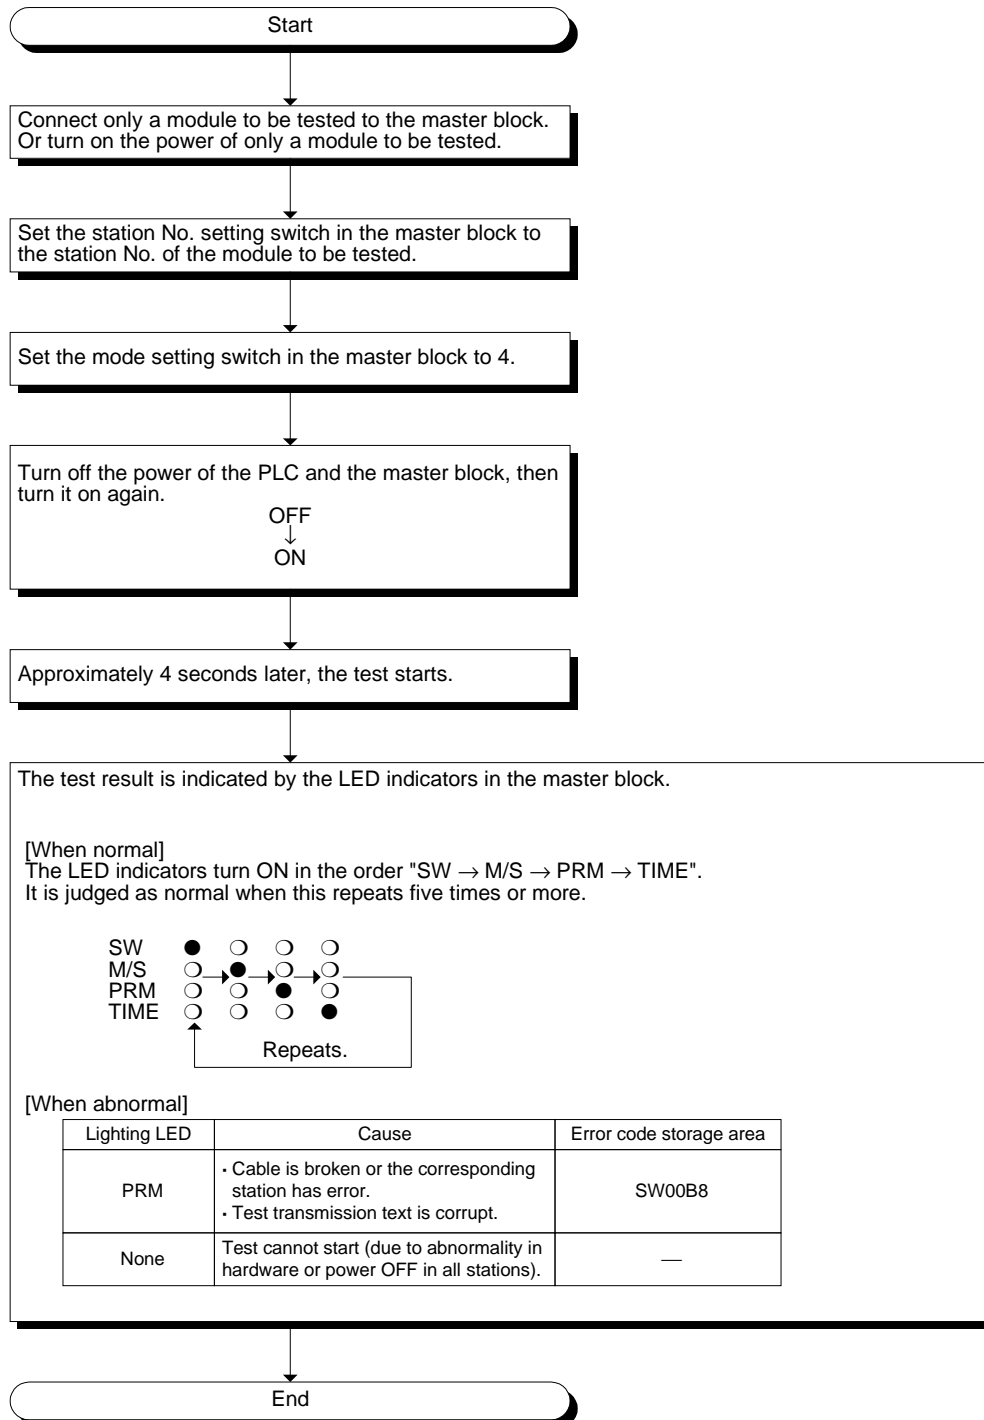 Start
Connect only a module to be tested to the master block.
Or turn on the power of only a module to be tested.
Set the station No. setting switch in the master block to
the station No. of the module to be tested.
Set the mode setting switch in the master block to 4.
Turn off the power of the PLC and the master block, then
turn it on again.
OFF
↓
ON
Approximately 4 seconds later, the test starts.
The test result is indicated by the LED indicators in the master block.
[When normal]
The LED indicators turn ON in the order "SW → M/S → PRM → TIME".
It is judged as normal when this repeats five times or more.
SW
M/S
PRM
TIME
Repeats.
[When abnormal]
Lighting LED Cause Error code storage area
PRM
· Cable is broken or the corresponding
station has error.
· Test transmission text is corrupt.
SW00B8
None
Test cannot start (due to abnormality in
hardware or power OFF in all stations).
—
End